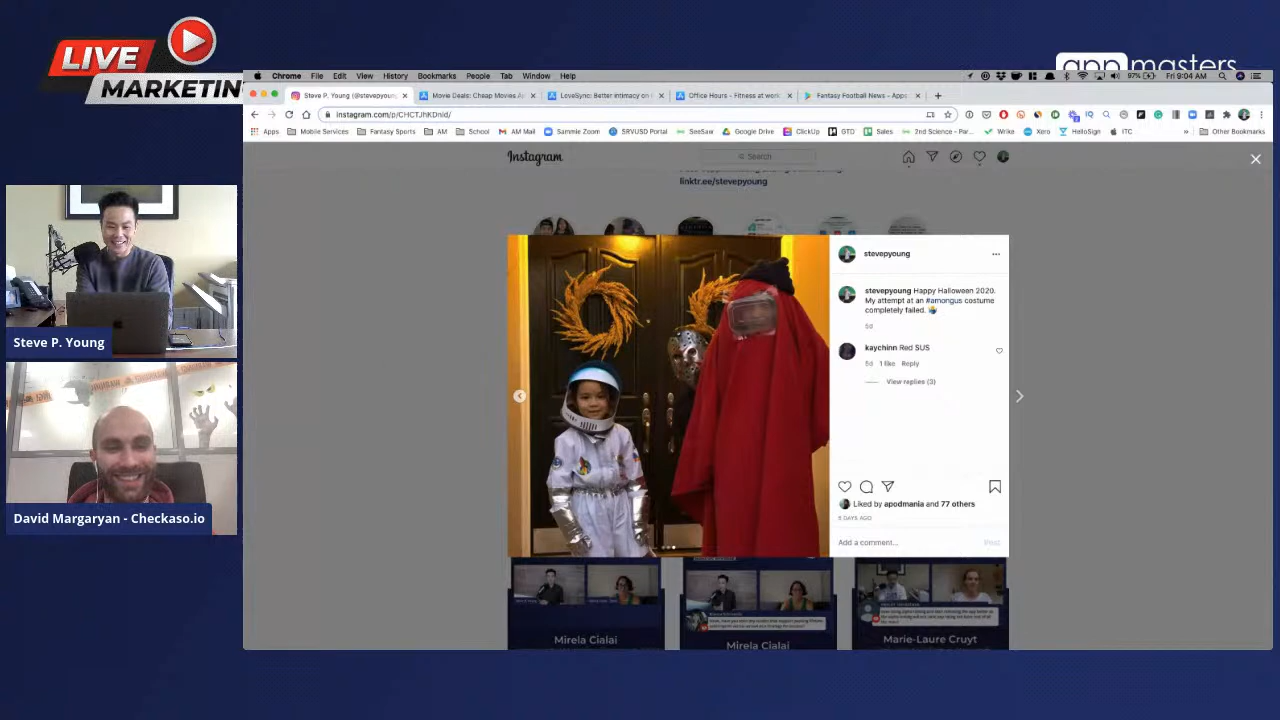 LIVE
MARKETIN
app masters
Chrome File Edit View History Bookmarks People Tab Window Help
97%
Fri 9:04 AM
Steve P. Young (@stevepyoung
Movie Deals: Cheap Movies A
LoveSync: Better Intimacy on
Office Hours - Fitness at work
Fantasy Football News - Apps
instagram.com/p/CHCTJhKDnId/
Apps Mobile Services Fantasy Sports AM School AM Mail Sammie Zoom SRVUSD Portal SeeSaw Google Drive ClickUp GTD Sales 2nd Science - Par... Wrike Xero HelloSign ITC » Other Bookmarks
Instagram
Search
linktr.ee/stevepyoung
stevepyoung
stevepyoung Happy Halloween 2020.
My attempt at an #amongus costume
completely failed.
5d
kaychinn Red SUS
5d 1 like Reply
View replies (3)
Liked by apodmania and 77 others
5 DAYS AGO
Add a comment...
Post
Steve P. Young
David Margaryan - Checkaso.io
Mirela Cialai
Mirela Cialai
Marie-Laure Cruyt